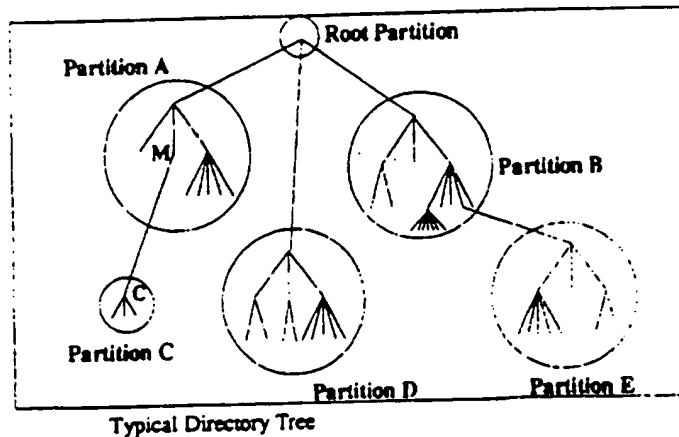 Root Partition
Partition A
M
Partition B
C
Partition C
Partition D
Partition E
Typical Directory Tree